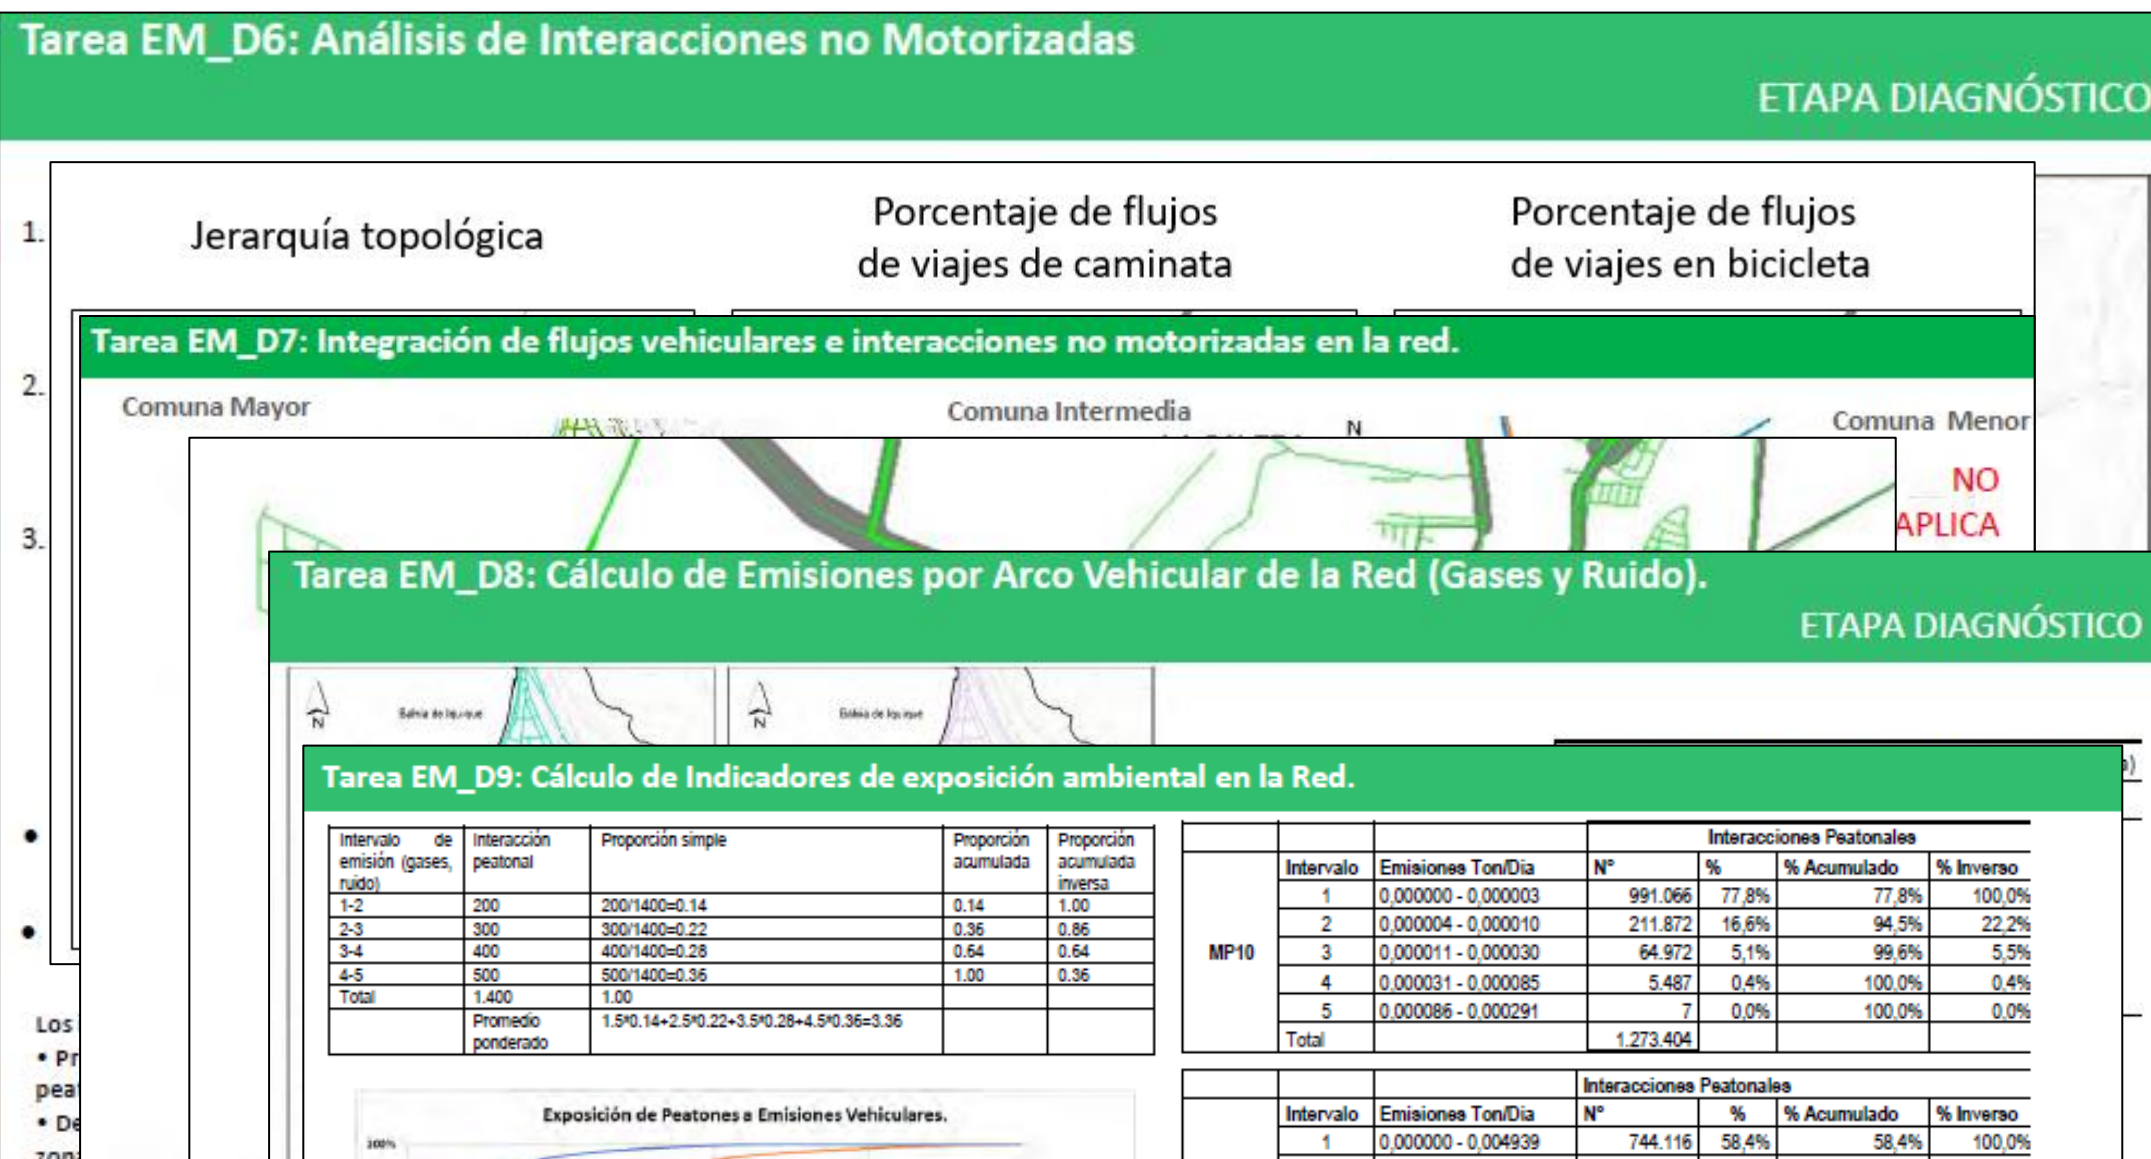 Tarea EM_D6: Análisis de Interacciones no Motorizadas
ETAPA DIAGNÓSTICO
1.
2.
3.
Jerarquía topológica
Porcentaje de flujos
de viajes de caminata
Porcentaje de flujos
de viajes en bicicleta
Tarea EM_D7: Integración de flujos vehiculares e interacciones no motorizadas en la red.
Comuna Mayor
Comuna Intermedia
N
Comuna Menor
NO
APLICA
Tarea EM_D8: Cálculo de Emisiones por Arco Vehicular de la Red (Gases y Ruido).
ETAPA DIAGNÓSTICO
N
Bahía de Iquique
N
Bahía de Iquique
Los
• Pr
pea
• De
Tarea EM_D9: Cálculo de Indicadores de exposición ambiental en la Red.
Intervalo de emisión (gases, ruido) Interacción peatonal Proporción simple Proporción acumulada Proporción acumulada inversa
1-2 200 200/1400=0.14 0.14 1.00
2-3 300 300/1400=0.22 0.36 0.86
3-4 400 400/1400=0.28 0.64 0.64
4-5 500 500/1400=0.36 1.00 0.36
Total 1.400 1.00
Promedio ponderado 1.5*0.14+2.5*0.22+3.5*0.28+4.5*0.36=3.36
Interacciones Peatonales
Intervalo Emisiones Ton/Dia N° % % Acumulado % Inverso
1 0,000000 - 0,000003 991.066 77,8% 77,8% 100,0%
2 0,000004 - 0,000010 211.872 16,6% 94,5% 22,2%
MP10 3 0,000011 - 0,000030 64.972 5,1% 99,6% 5,5%
4 0,000031 - 0,000085 5.487 0,4% 100,0% 0,4%
5 0,000086 - 0,000291 7 0,0% 100,0% 0,0%
Total 1.273.404
Exposición de Peatones a Emisiones Vehiculares.
100%
Interacciones Peatonales
Intervalo Emisiones Ton/Dia N° % % Acumulado % Inverso
1 0,000000 - 0,004939 744.116 58,4% 58,4% 100,0%